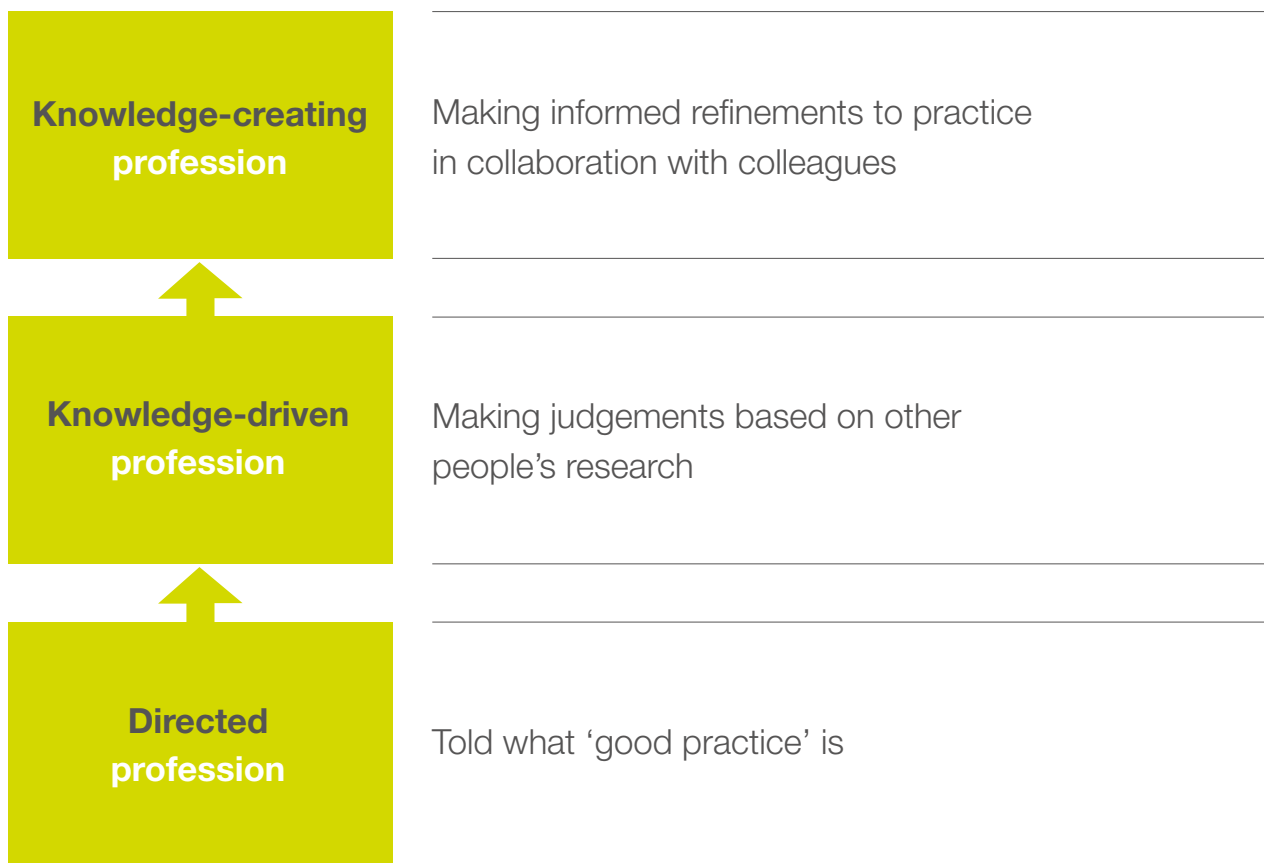 Knowledge-creating
profession
Making informed refinements to practice
in collaboration with colleagues
Knowledge-driven
profession
Making judgements based on other
people’s research
Directed
profession
Told what ‘good practice’ is